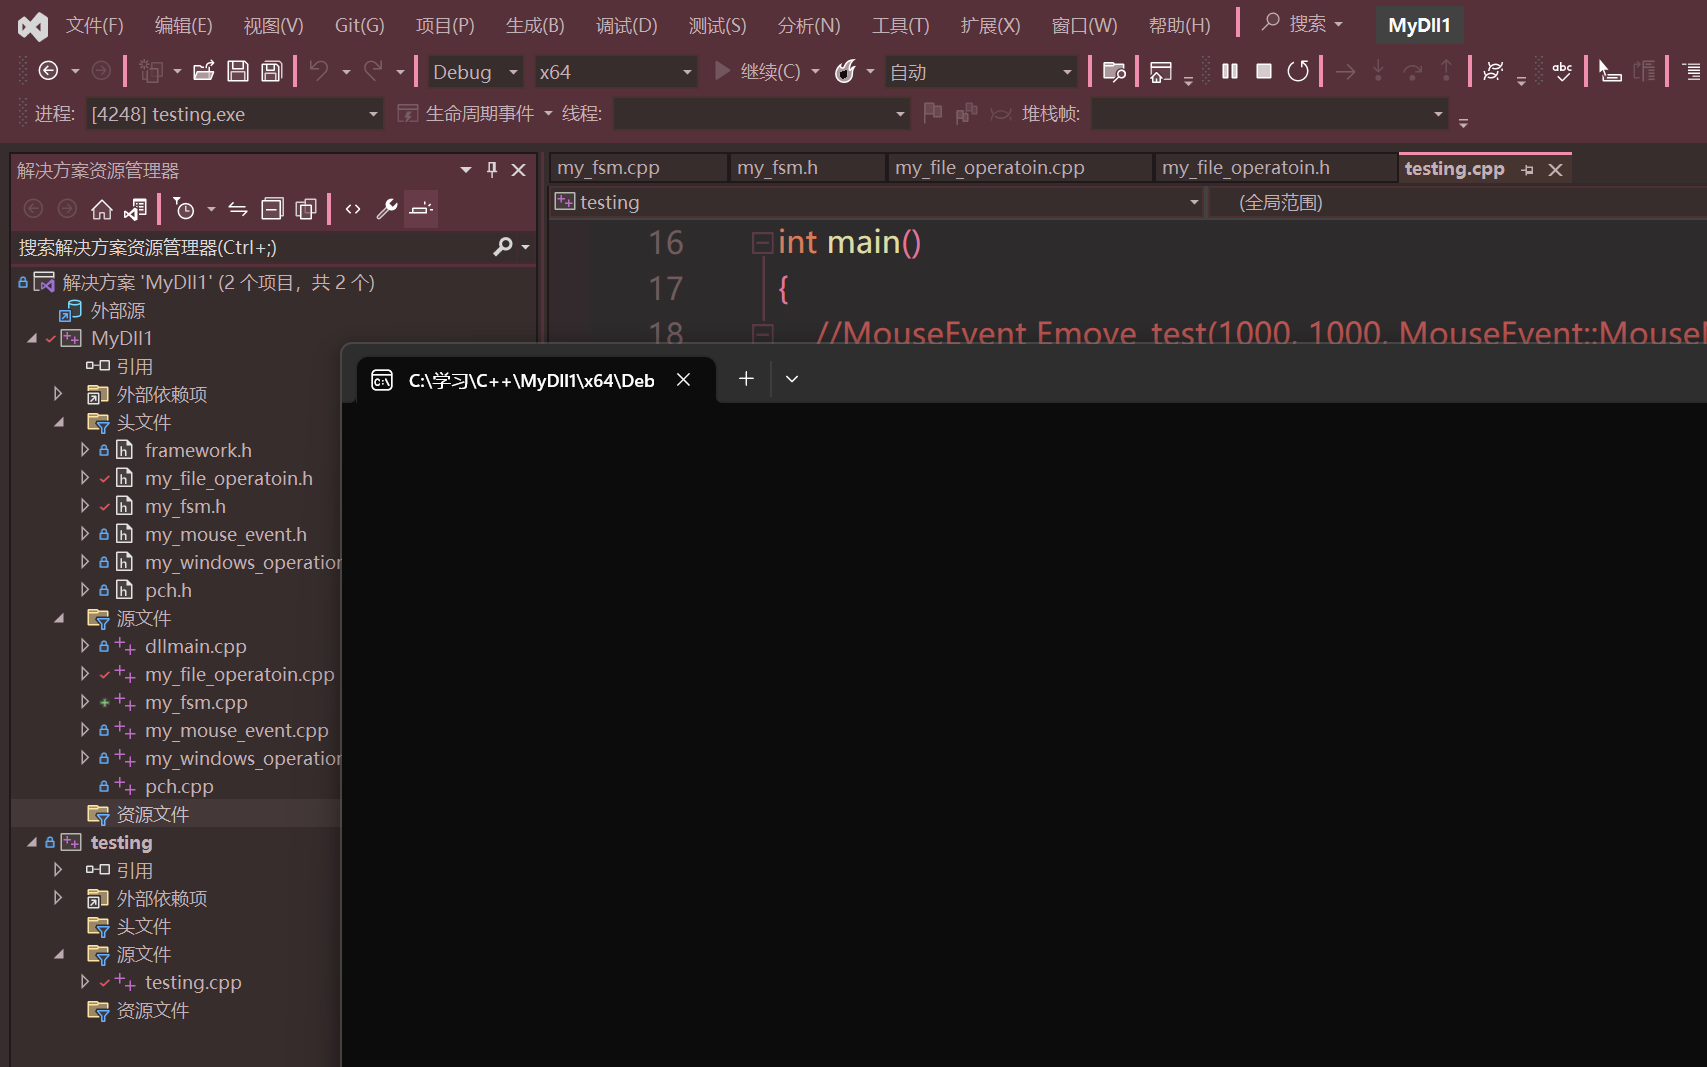 文件(F) 编辑(E) 视图(V) Git(G) 项目(P) 生成(B) 调试(D) 测试(S) 分析(N) 工具(T) 扩展(X) 窗口(W) 帮助(H) 搜索 MyDll1
Debug x64 继续(C) 自动 abc
进程: [4248] testing.exe 生命周期事件 线程: 堆栈帧:
解决方案资源管理器
my_fsm.cpp my_fsm.h my_file_operatoin.cpp my_file_operatoin.h testing.cpp
testing (全局范围)
搜索解决方案资源管理器(Ctrl+;)
解决方案 'MyDll1' (2 个项目，共 2 个)
外部源
MyDll1
引用
外部依赖项
头文件
framework.h
my_file_operatoin.h
my_fsm.h
my_mouse_event.h
my_windows_operation
pch.h
源文件
dllmain.cpp
my_file_operatoin.cpp
my_fsm.cpp
my_mouse_event.cpp
my_windows_operation
pch.cpp
资源文件
testing
引用
外部依赖项
头文件
源文件
testing.cpp
资源文件
16 int main()
17 {
18 //MouseEvent Emove_test(1000, 1000, MouseEvent::Mouse
C:\学习\C++\MyDll1\x64\Deb